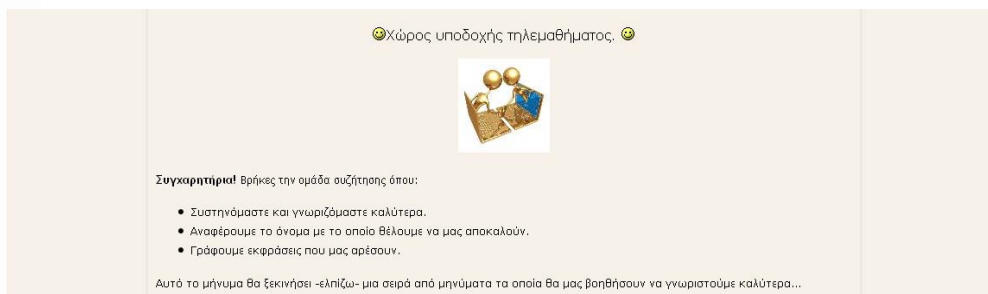 Χώρος υποδοχής τηλεμαθήματος.
Συγχαρητήρια! Βρήκες την ομάδα συζήτησης όπου:
• Συστηνόμαστε και γνωριζόμαστε καλύτερα.
• Αναφέρουμε το όνομα με το οποίο θέλουμε να μας αποκαλούν.
• Γράφουμε εκφράσεις που μας αρέσουν.
Αυτό το μήνυμα θα ξεκινήσει -ελπίζω- μια σειρά από μηνύματα τα οποία θα μας βοηθήσουν να γνωριστούμε καλύτερα...